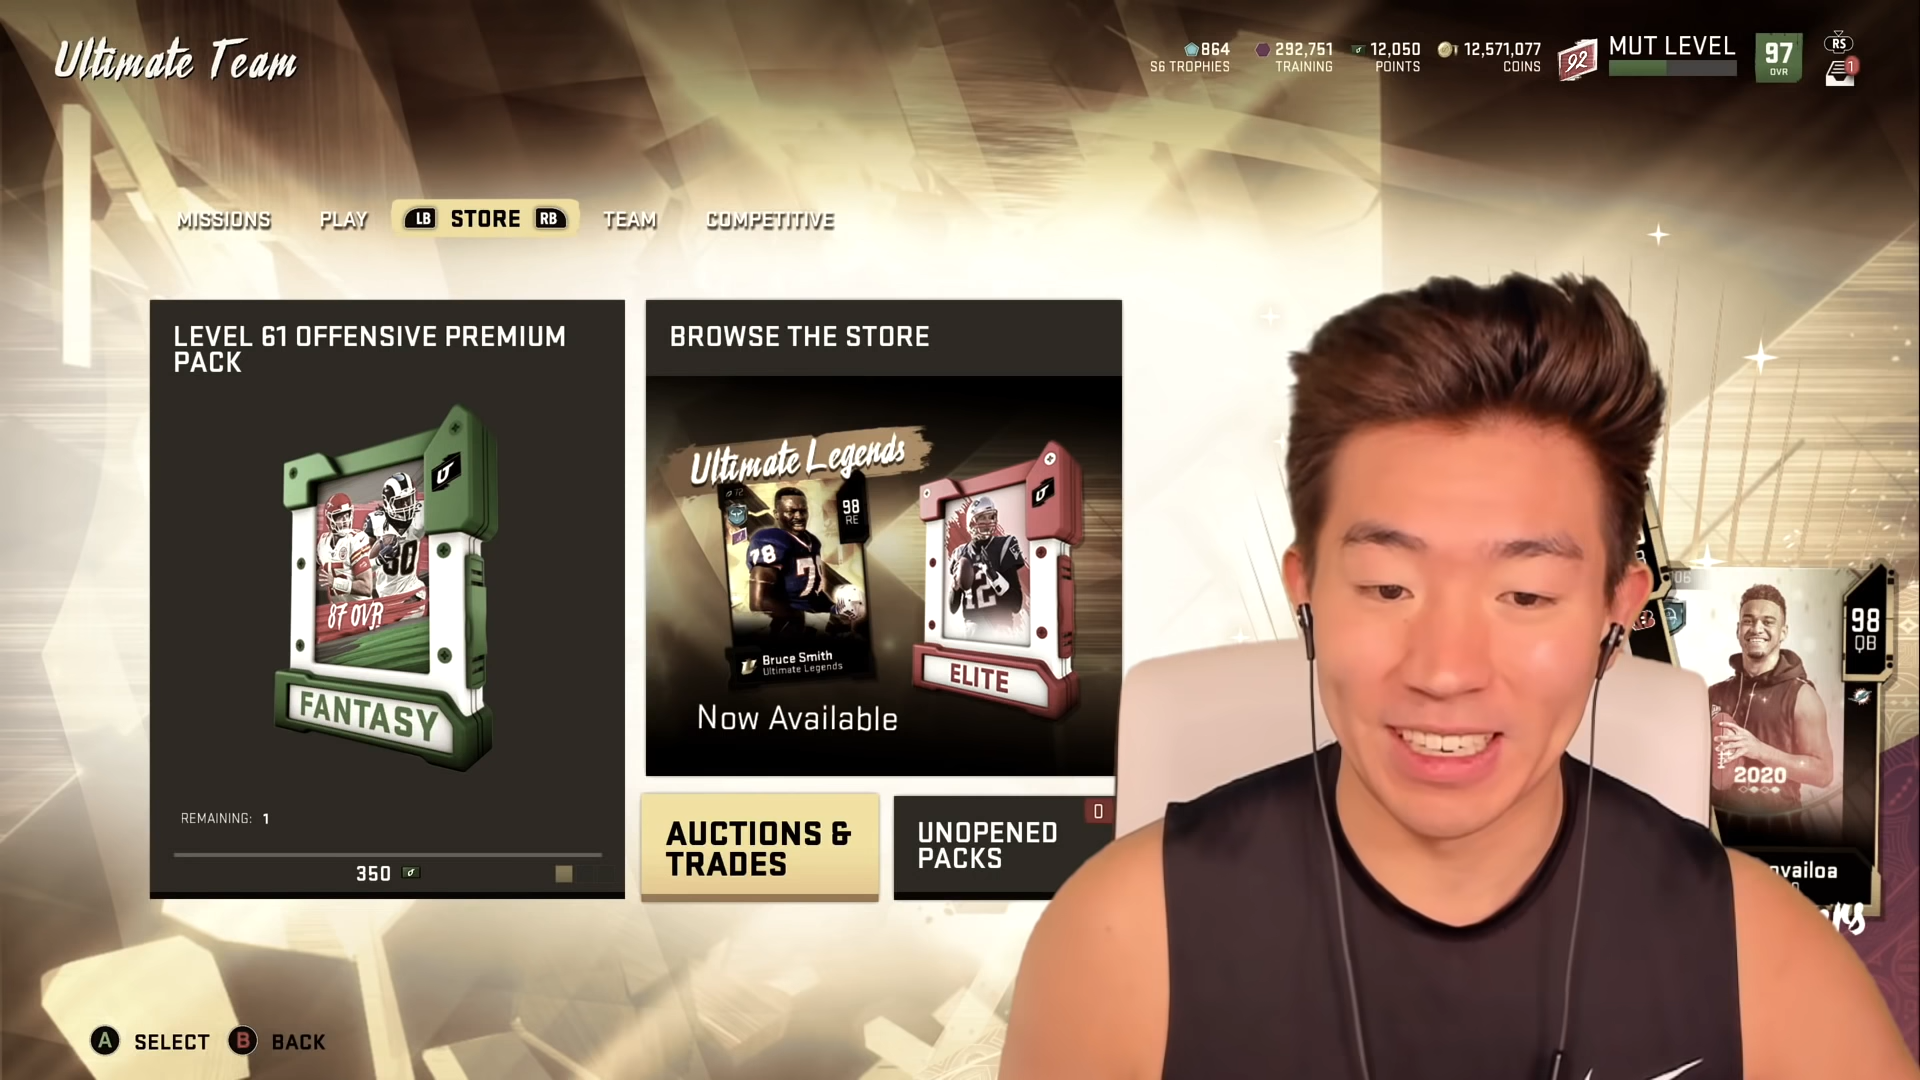 Ultimate Team
864
S6 TROPHIES
292,751
TRAINING
12,050
POINTS
12,571,077
COINS
92
MUT LEVEL
97
OVR
RS
1
MISSIONS
PLAY
LB
STORE
RB
TEAM
COMPETITIVE
LEVEL 61 OFFENSIVE PREMIUM
PACK
87 OVR
FANTASY
REMAINING: 1
350
BROWSE THE STORE
Ultimate Legends
98
RE
78
Bruce Smith
Ultimate Legends
12
ELITE
Now Available
AUCTIONS &
TRADES
UNOPENED
PACKS
0
98
QB
2020
A SELECT
B BACK